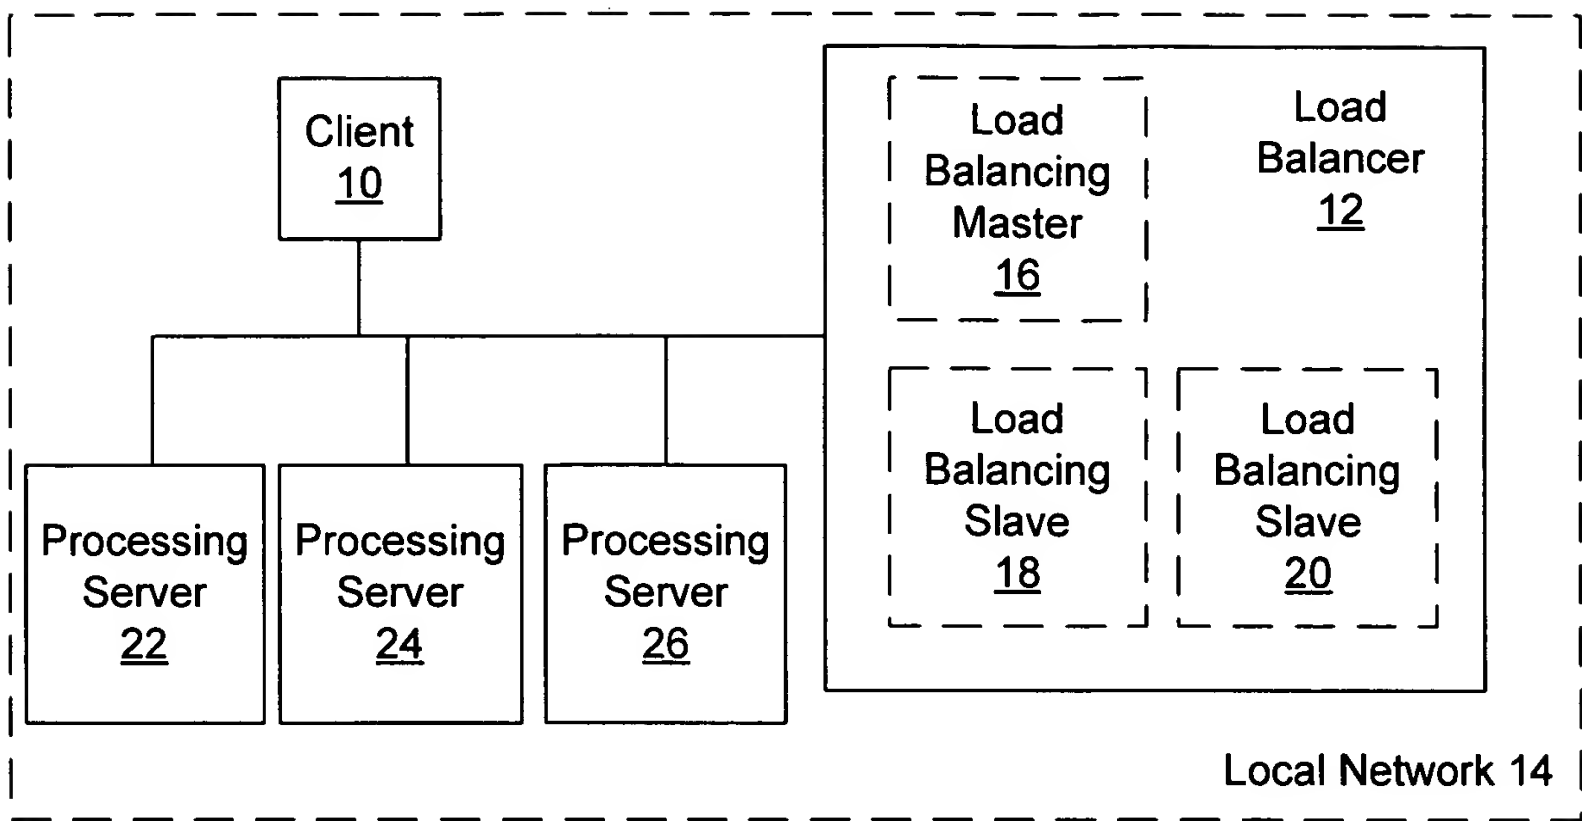 Client
10
Load
Balancing
Master
16
Load
Balancer
12
Load
Balancing
Slave
18
Load
Balancing
Slave
20
Processing
Server
22
Processing
Server
24
Processing
Server
26
Local Network 14